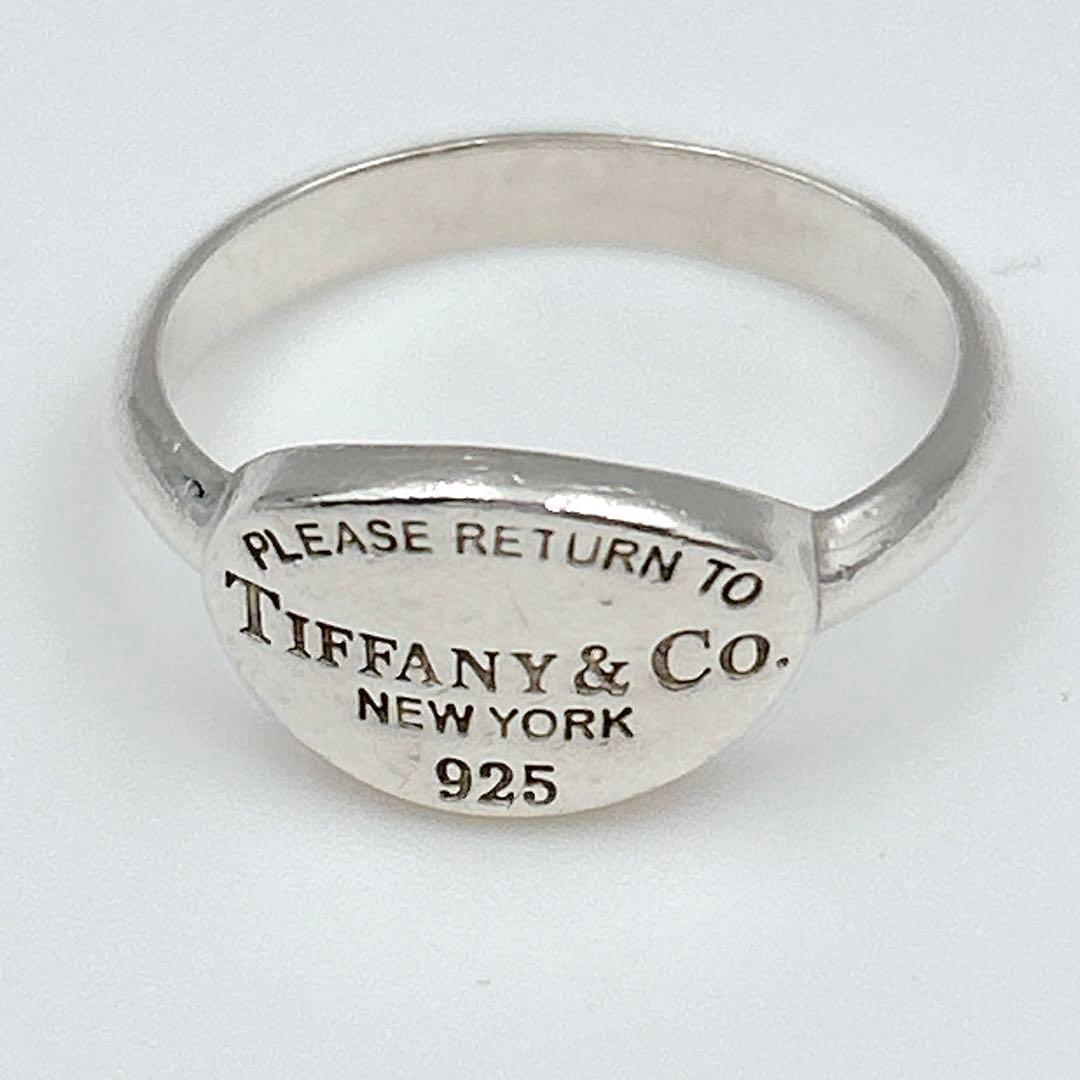 PLEASE RETURN TO
TIFFANY & CO.
NEW YORK
925